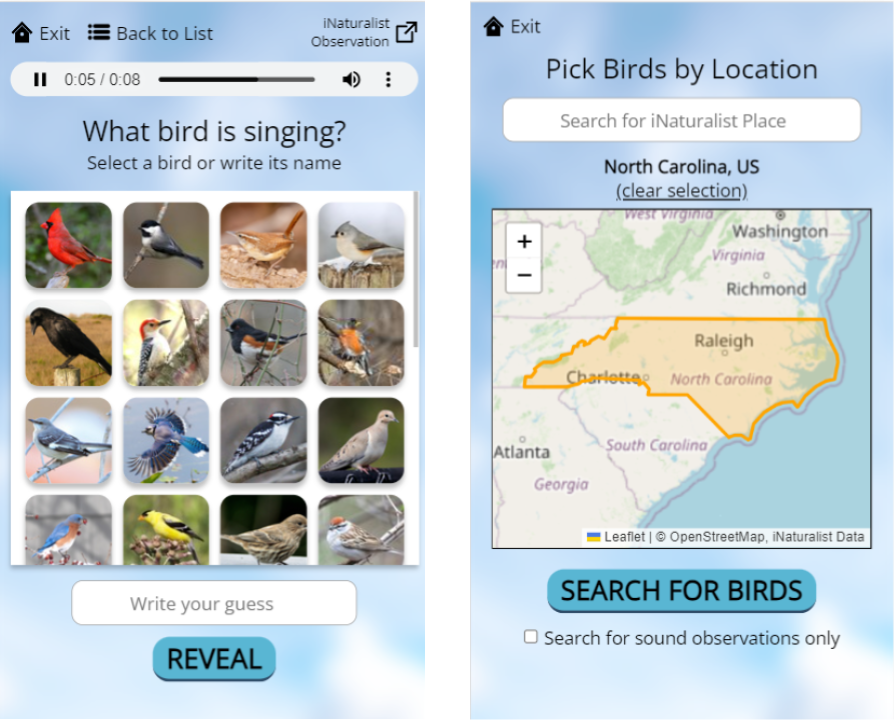 Exit
Back to List
iNaturalist
Observation
0:05 / 0:08
What bird is singing?
Select a bird or write its name
Write your guess
REVEAL
Exit
Pick Birds by Location
Search for iNaturalist Place
North Carolina, US
(clear selection)
+
−
West Virginia
Washington
Virginia
Richmond
Raleigh
Charlotte
North Carolina
South Carolina
Atlanta
Georgia
Leaflet | © OpenStreetMap, iNaturalist Data
SEARCH FOR BIRDS
Search for sound observations only